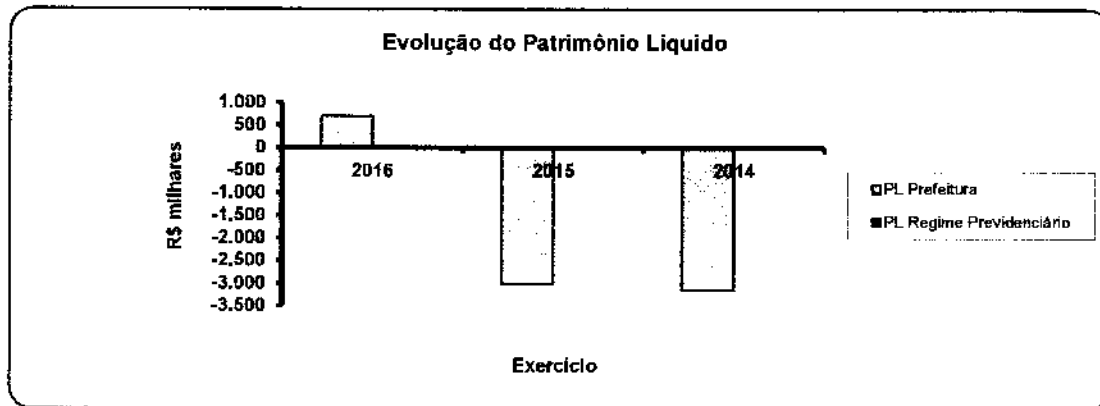 Evolução do Patrimônio Liquido
R$ milhares
1.000
500
0
-500
-1.000
-1.500
-2.000
-2.500
-3.000
-3.500
2016
2015
2014
PL Prefeitura
PL Regime Previdenciário
Exercício